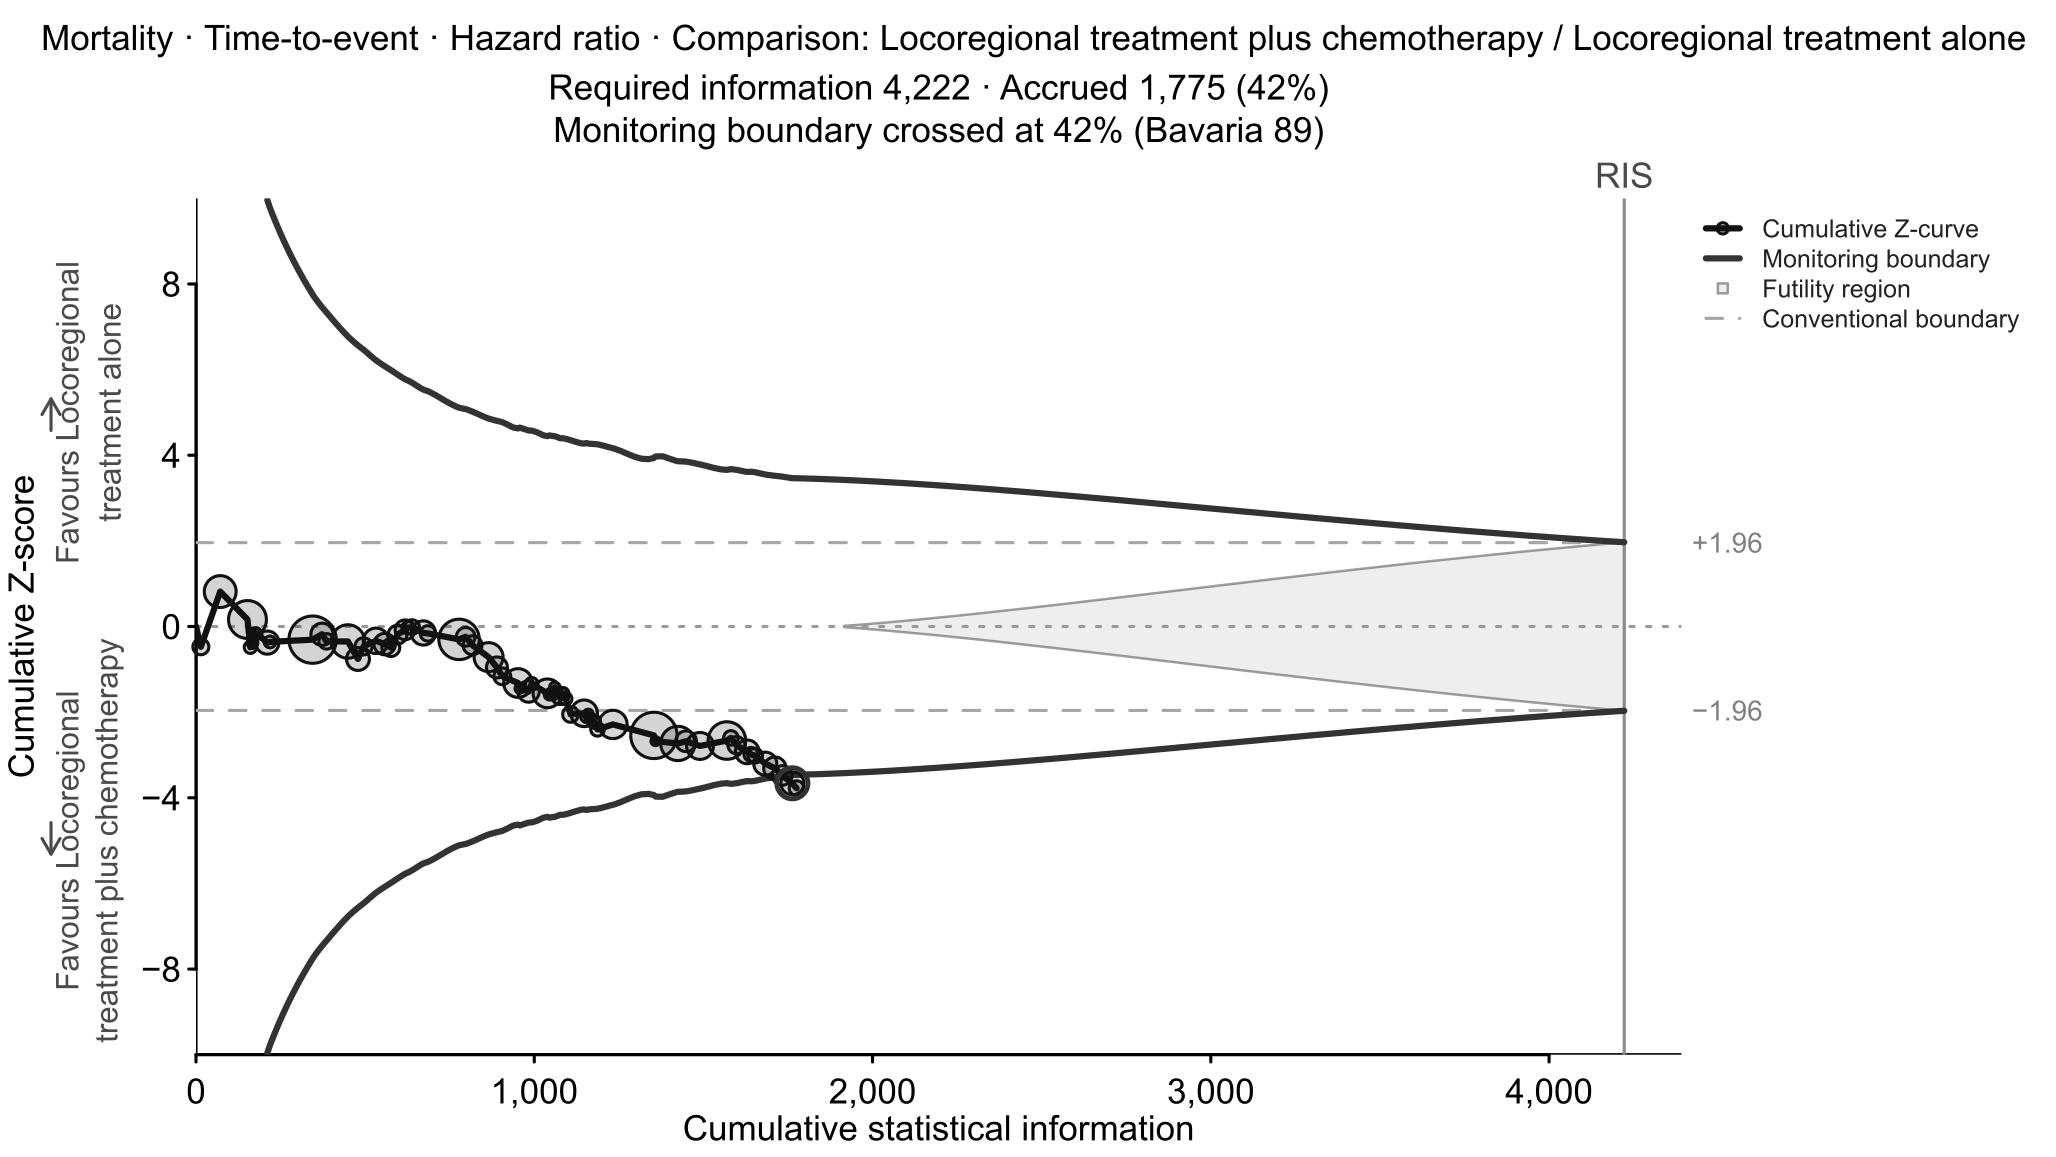 Mortality · Time-to-event · Hazard ratio · Comparison: Locoregional treatment plus chemotherapy / Locoregional treatment alone
Required information 4,222 · Accrued 1,775 (42%)
Monitoring boundary crossed at 42% (Bavaria 89)
RIS
Cumulative Z-curve
Monitoring boundary
Futility region
Conventional boundary
Cumulative Z-score
Favours Locoregional
treatment alone
Favours Locoregional
treatment plus chemotherapy
8
4
0
−4
−8
+1.96
−1.96
0
1,000
2,000
3,000
4,000
Cumulative statistical information